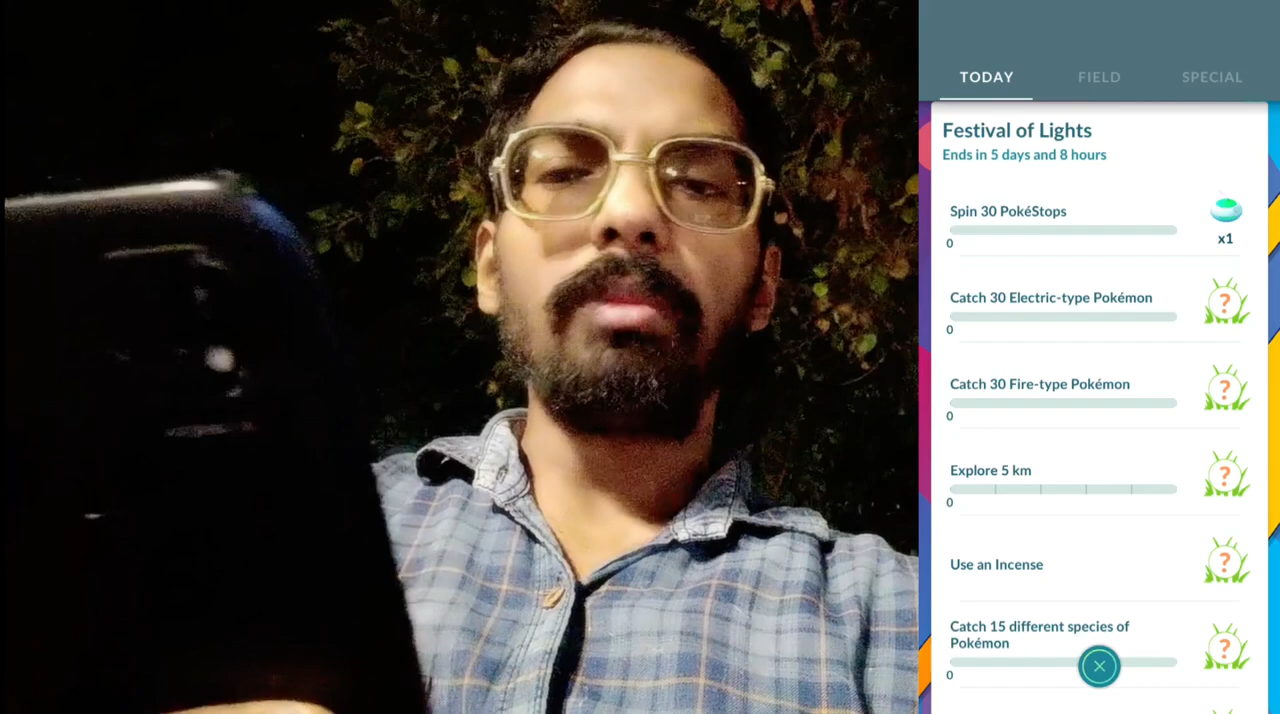 TODAY
FIELD
SPECIAL
Festival of Lights
Ends in 5 days and 8 hours
Spin 30 PokéStops
0
x1
Catch 30 Electric-type Pokémon
0
?
Catch 30 Fire-type Pokémon
0
?
Explore 5 km
0
?
Use an Incense
?
Catch 15 different species of
Pokémon
0
?